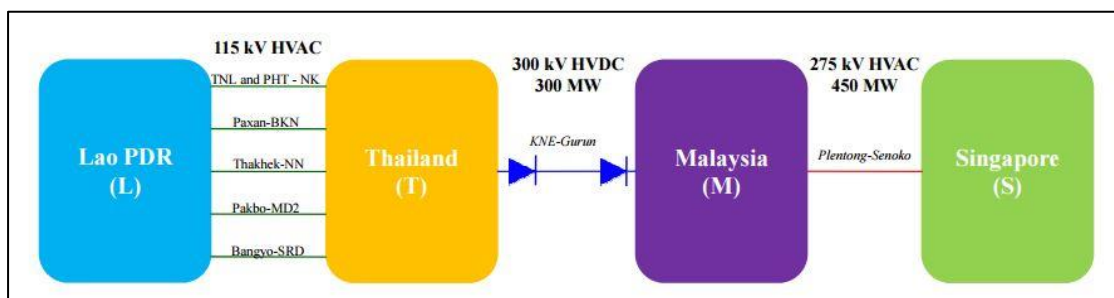 115 kV HVAC
TNL and PHT - NK
Paxan-BKN
Thakhek-NN
Pakbo-MD2
Bangyo-SRD
Lao PDR
(L)
Thailand
(T)
300 kV HVDC
300 MW
KNE-Gurun
Malaysia
(M)
275 kV HVAC
450 MW
Plentong-Senoko
Singapore
(S)